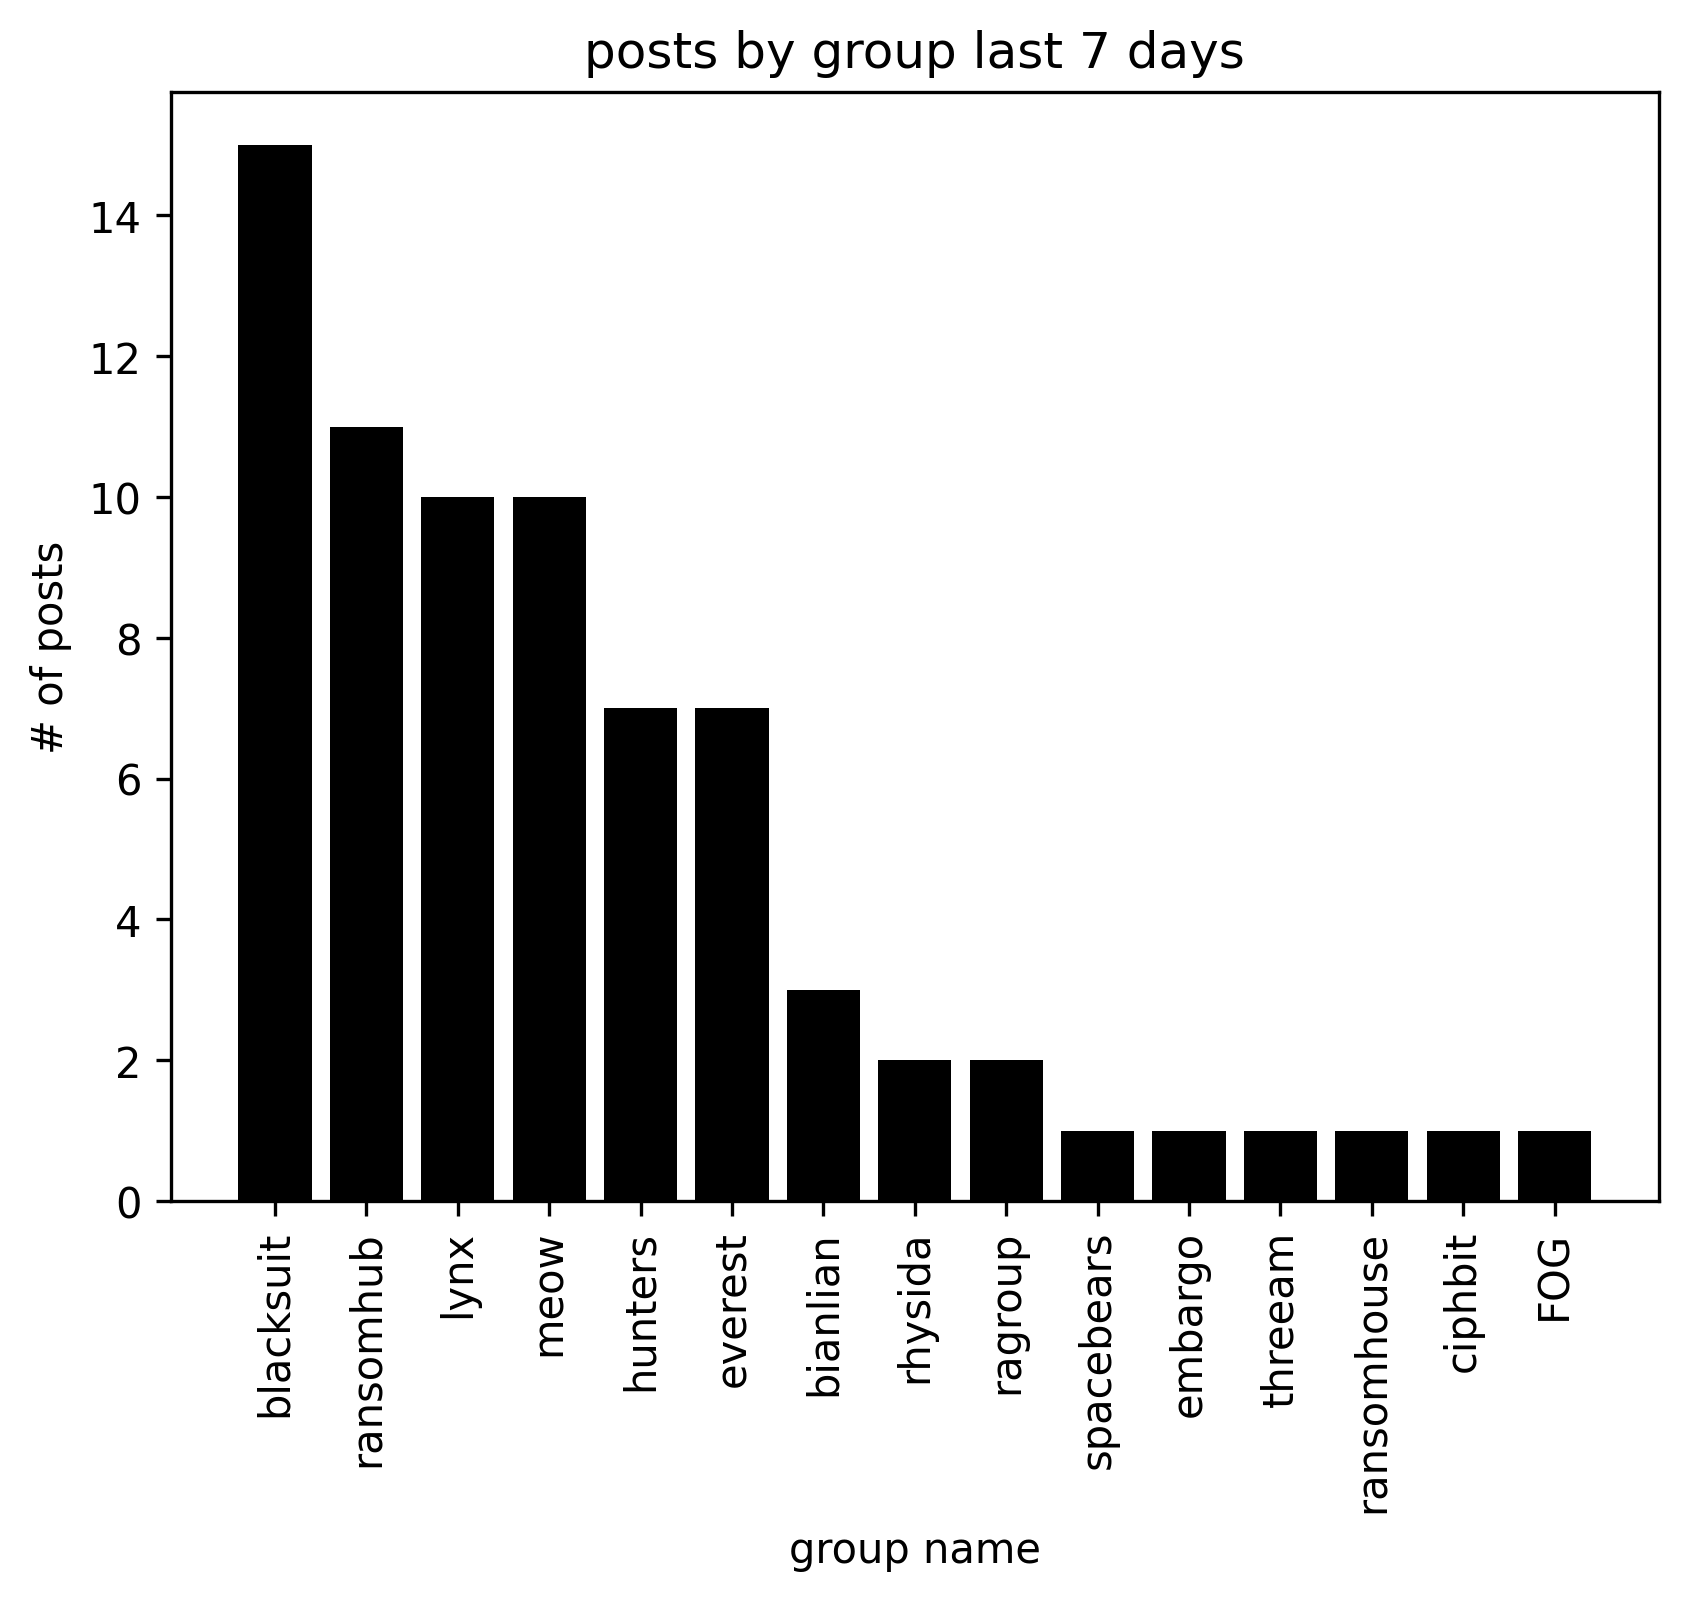 posts by group last 7 days
# of posts
14
12
10
8
6
4
2
0
blacksuit
ransomhub
lynx
meow
hunters
everest
bianlian
rhysida
ragroup
spacebears
embargo
threeam
ransomhouse
ciphbit
FOG
group name